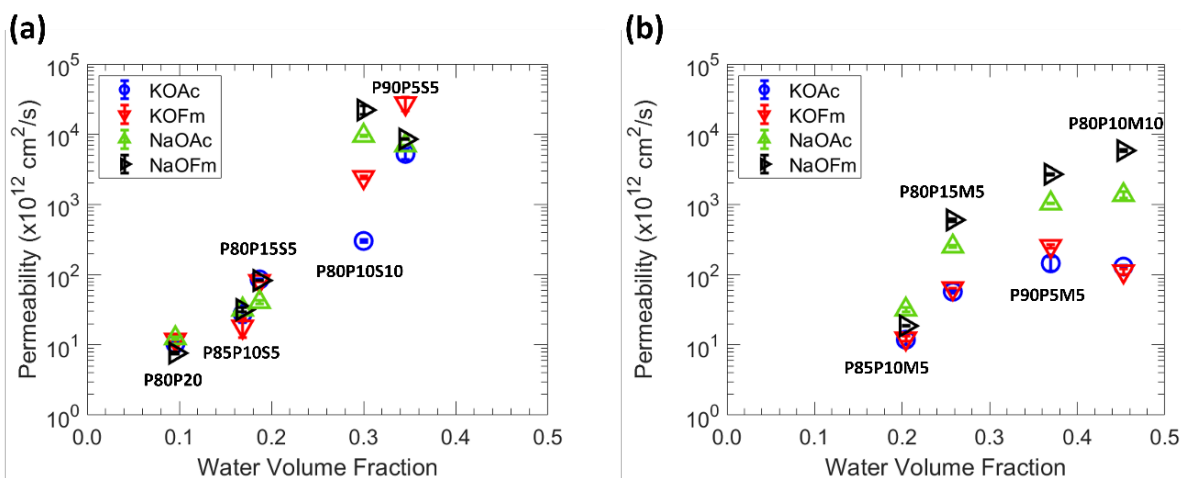 (a)
Permeability (x10^12 cm^2/s)
10^5
10^4
10^3
10^2
10^1
10^0
KOAc
KOFm
NaOAc
NaOFm
P90P5S5
P80P15S5
P80P10S10
P85P10S5
P80P20
0.0 0.1 0.2 0.3 0.4 0.5
Water Volume Fraction
(b)
Permeability (x10^12 cm^2/s)
10^5
10^4
10^3
10^2
10^1
10^0
KOAc
KOFm
NaOAc
NaOFm
P80P10M10
P80P15M5
P90P5M5
P85P10M5
0.0 0.1 0.2 0.3 0.4 0.5
Water Volume Fraction